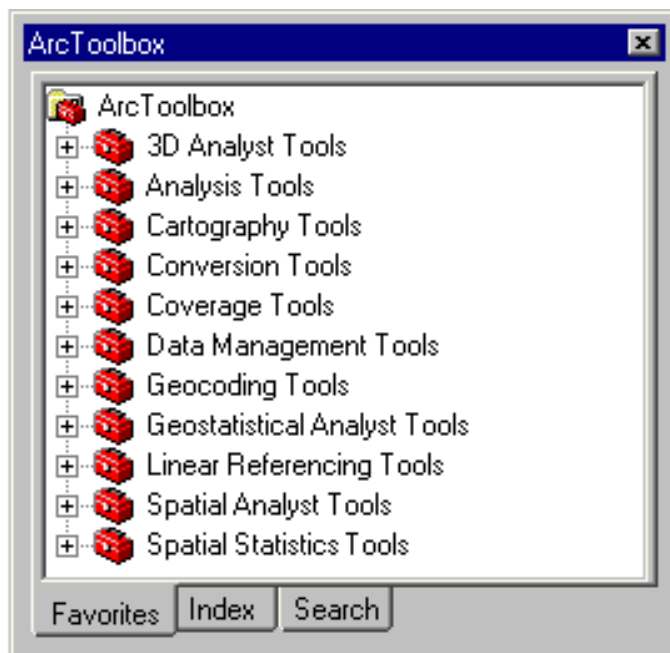 ArcToolbox
ArcToolbox
3D Analyst Tools
Analysis Tools
Cartography Tools
Conversion Tools
Coverage Tools
Data Management Tools
Geocoding Tools
Geostatistical Analyst Tools
Linear Referencing Tools
Spatial Analyst Tools
Spatial Statistics Tools
Favorites Index Search